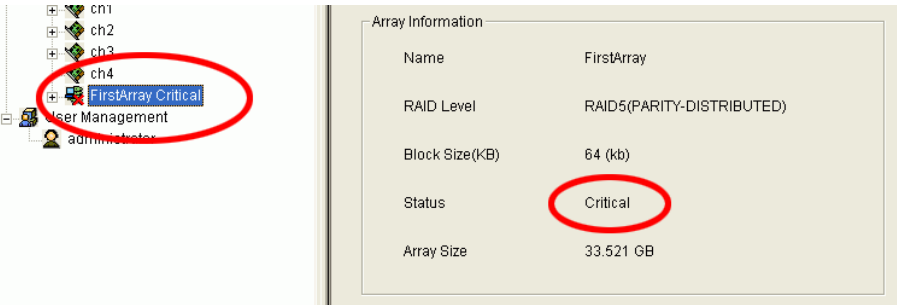 ch1
ch2
ch3
ch4
FirstArray Critical
User Management
administrator
Array Information
Name FirstArray
RAID Level RAID5(PARITY-DISTRIBUTED)
Block Size(KB) 64 (kb)
Status Critical
Array Size 33.521 GB